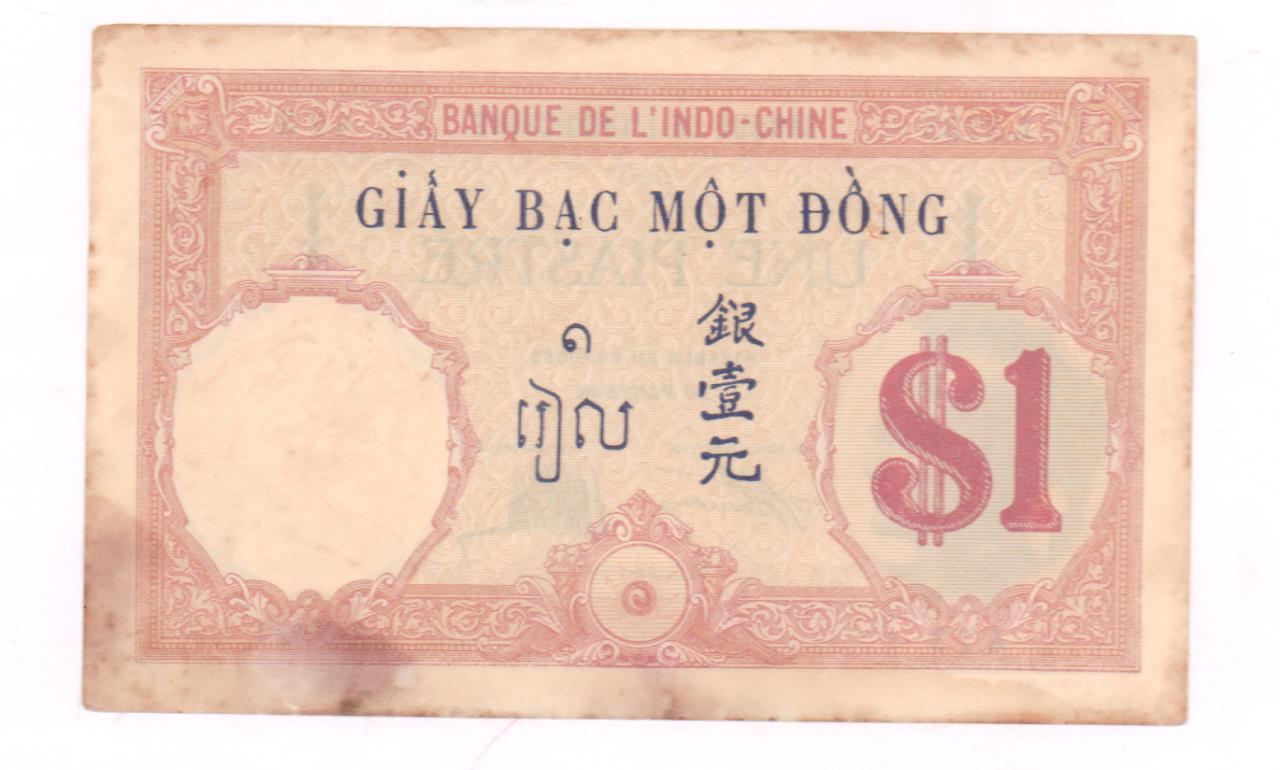 BANQUE DE L'INDO-CHINE
GIẤY BẠC MỘT ĐỒNG
១
រៀល
銀壹元
$1